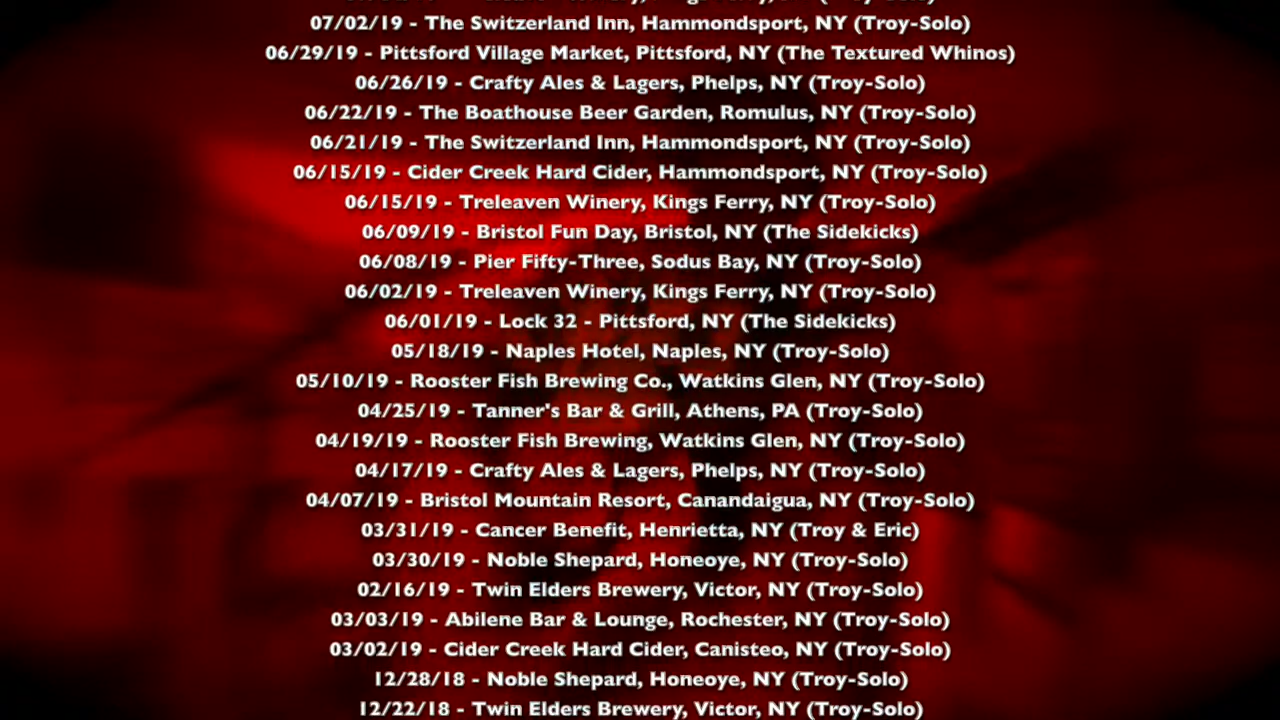 07/02/19 - The Switzerland Inn, Hammondsport, NY (Troy-Solo)
06/29/19 - Pittsford Village Market, Pittsford, NY (The Textured Whinos)
06/26/19 - Crafty Ales & Lagers, Phelps, NY (Troy-Solo)
06/22/19 - The Boathouse Beer Garden, Romulus, NY (Troy-Solo)
06/21/19 - The Switzerland Inn, Hammondsport, NY (Troy-Solo)
06/15/19 - Cider Creek Hard Cider, Hammondsport, NY (Troy-Solo)
06/15/19 - Treleaven Winery, Kings Ferry, NY (Troy-Solo)
06/09/19 - Bristol Fun Day, Bristol, NY (The Sidekicks)
06/08/19 - Pier Fifty-Three, Sodus Bay, NY (Troy-Solo)
06/02/19 - Treleaven Winery, Kings Ferry, NY (Troy-Solo)
06/01/19 - Lock 32 - Pittsford, NY (The Sidekicks)
05/18/19 - Naples Hotel, Naples, NY (Troy-Solo)
05/10/19 - Rooster Fish Brewing Co., Watkins Glen, NY (Troy-Solo)
04/25/19 - Tanner's Bar & Grill, Athens, PA (Troy-Solo)
04/19/19 - Rooster Fish Brewing, Watkins Glen, NY (Troy-Solo)
04/17/19 - Crafty Ales & Lagers, Phelps, NY (Troy-Solo)
04/07/19 - Bristol Mountain Resort, Canandaigua, NY (Troy-Solo)
03/31/19 - Cancer Benefit, Henrietta, NY (Troy & Eric)
03/30/19 - Noble Shepard, Honeoye, NY (Troy-Solo)
02/16/19 - Twin Elders Brewery, Victor, NY (Troy-Solo)
03/03/19 - Abilene Bar & Lounge, Rochester, NY (Troy-Solo)
03/02/19 - Cider Creek Hard Cider, Canisteo, NY (Troy-Solo)
12/28/18 - Noble Shepard, Honeoye, NY (Troy-Solo)
12/22/18 - Twin Elders Brewery, Victor, NY (Troy-Solo)